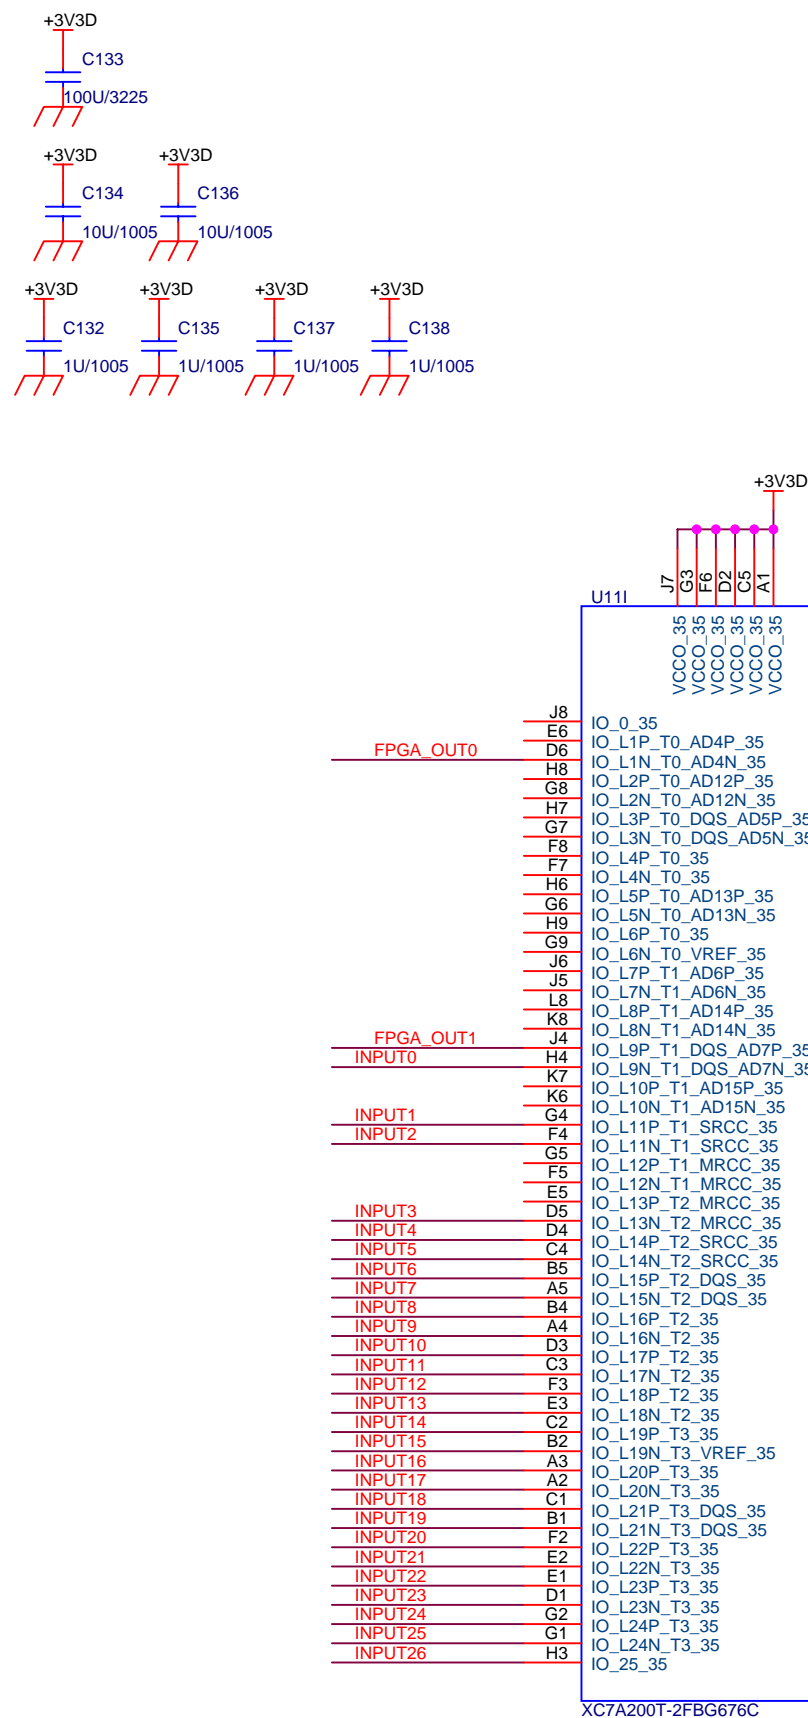 +3V3D
C133
100U/3225
+3V3D +3V3D
C134 C136
10U/1005 10U/1005
+3V3D +3V3D +3V3D +3V3D
C132 C135 C137 C138
1U/1005 1U/1005 1U/1005 1U/1005
+3V3D
J7 G3 F6 D2 C5 A1
U11I
VCCO_35 VCCO_35 VCCO_35 VCCO_35 VCCO_35 VCCO_35
J8 IO_0_35
E6 IO_L1P_T0_AD4P_35
FPGA_OUT0 D6 IO_L1N_T0_AD4N_35
H8 IO_L2P_T0_AD12P_35
G8 IO_L2N_T0_AD12N_35
H7 IO_L3P_T0_DQS_AD5P_35
G7 IO_L3N_T0_DQS_AD5N_35
F8 IO_L4P_T0_35
F7 IO_L4N_T0_35
H6 IO_L5P_T0_AD13P_35
G6 IO_L5N_T0_AD13N_35
H9 IO_L6P_T0_35
G9 IO_L6N_T0_VREF_35
J6 IO_L7P_T1_AD6P_35
J5 IO_L7N_T1_AD6N_35
L8 IO_L8P_T1_AD14P_35
K8 IO_L8N_T1_AD14N_35
FPGA_OUT1 J4 IO_L9P_T1_DQS_AD7P_35
INPUT0 H4 IO_L9N_T1_DQS_AD7N_35
K7 IO_L10P_T1_AD15P_35
K6 IO_L10N_T1_AD15N_35
INPUT1 G4 IO_L11P_T1_SRCC_35
INPUT2 F4 IO_L11N_T1_SRCC_35
G5 IO_L12P_T1_MRCC_35
F5 IO_L12N_T1_MRCC_35
E5 IO_L13P_T2_MRCC_35
INPUT3 D5 IO_L13N_T2_MRCC_35
INPUT4 D4 IO_L14P_T2_SRCC_35
INPUT5 C4 IO_L14N_T2_SRCC_35
INPUT6 B5 IO_L15P_T2_DQS_35
INPUT7 A5 IO_L15N_T2_DQS_35
INPUT8 B4 IO_L16P_T2_35
INPUT9 A4 IO_L16N_T2_35
INPUT10 D3 IO_L17P_T2_35
INPUT11 C3 IO_L17N_T2_35
INPUT12 F3 IO_L18P_T2_35
INPUT13 E3 IO_L18N_T2_35
INPUT14 C2 IO_L19P_T3_35
INPUT15 B2 IO_L19N_T3_VREF_35
INPUT16 A3 IO_L20P_T3_35
INPUT17 A2 IO_L20N_T3_35
INPUT18 C1 IO_L21P_T3_DQS_35
INPUT19 B1 IO_L21N_T3_DQS_35
INPUT20 F2 IO_L22P_T3_35
INPUT21 E2 IO_L22N_T3_35
INPUT22 E1 IO_L23P_T3_35
INPUT23 D1 IO_L23N_T3_35
INPUT24 G2 IO_L24P_T3_35
INPUT25 G1 IO_L24N_T3_35
INPUT26 H3 IO_25_35
XC7A200T-2FBG676C